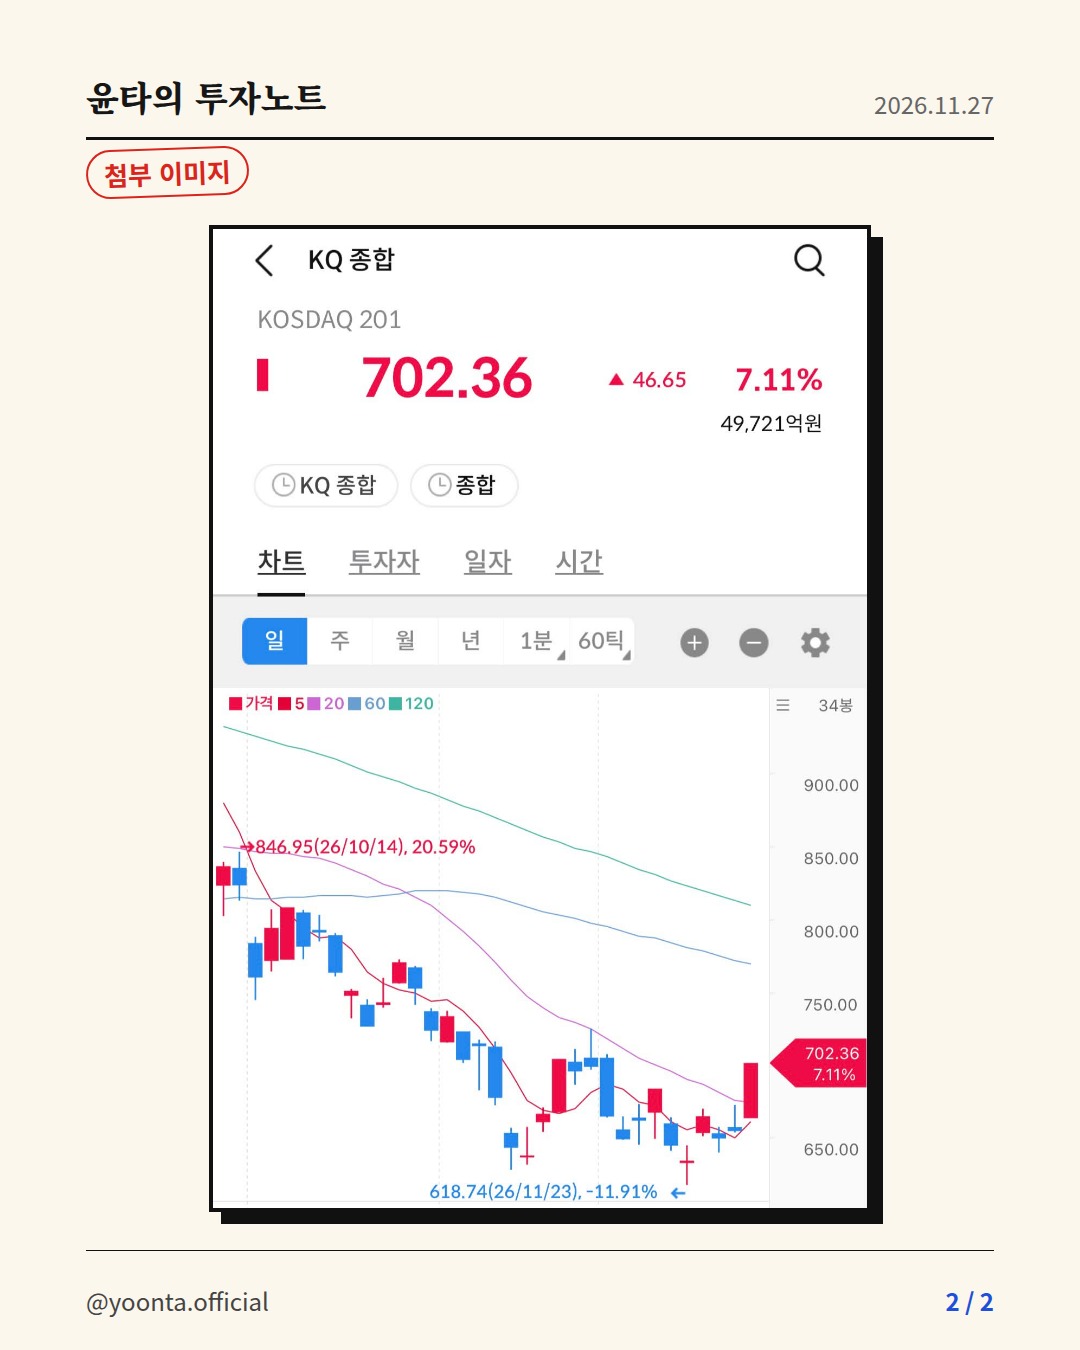 윤타의 투자노트
2026.11.27
첨부 이미지
KQ 종합
KOSDAQ 201
702.36 ▲ 46.65 7.11%
49,721억원
KQ 종합 종합
차트 투자자 일자 시간
일 주 월 년 1분 60틱
가격 5 20 60 120
34봉
900.00
846.95(26/10/14), 20.59%
850.00
800.00
750.00
702.36
7.11%
650.00
618.74(26/11/23), -11.91%
@yoonta.official
2 / 2